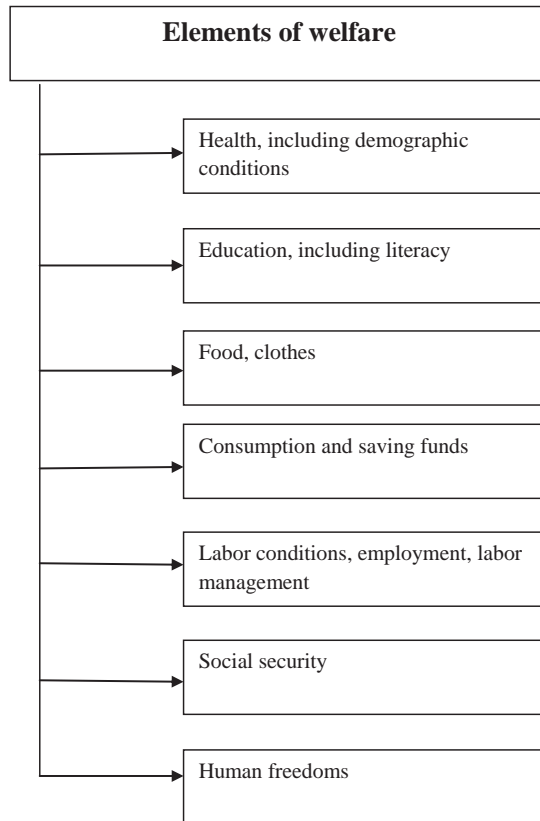 Elements of welfare
Health, including demographic
conditions
Education, including literacy
Food, clothes
Consumption and saving funds
Labor conditions, employment, labor
management
Social security
Human freedoms